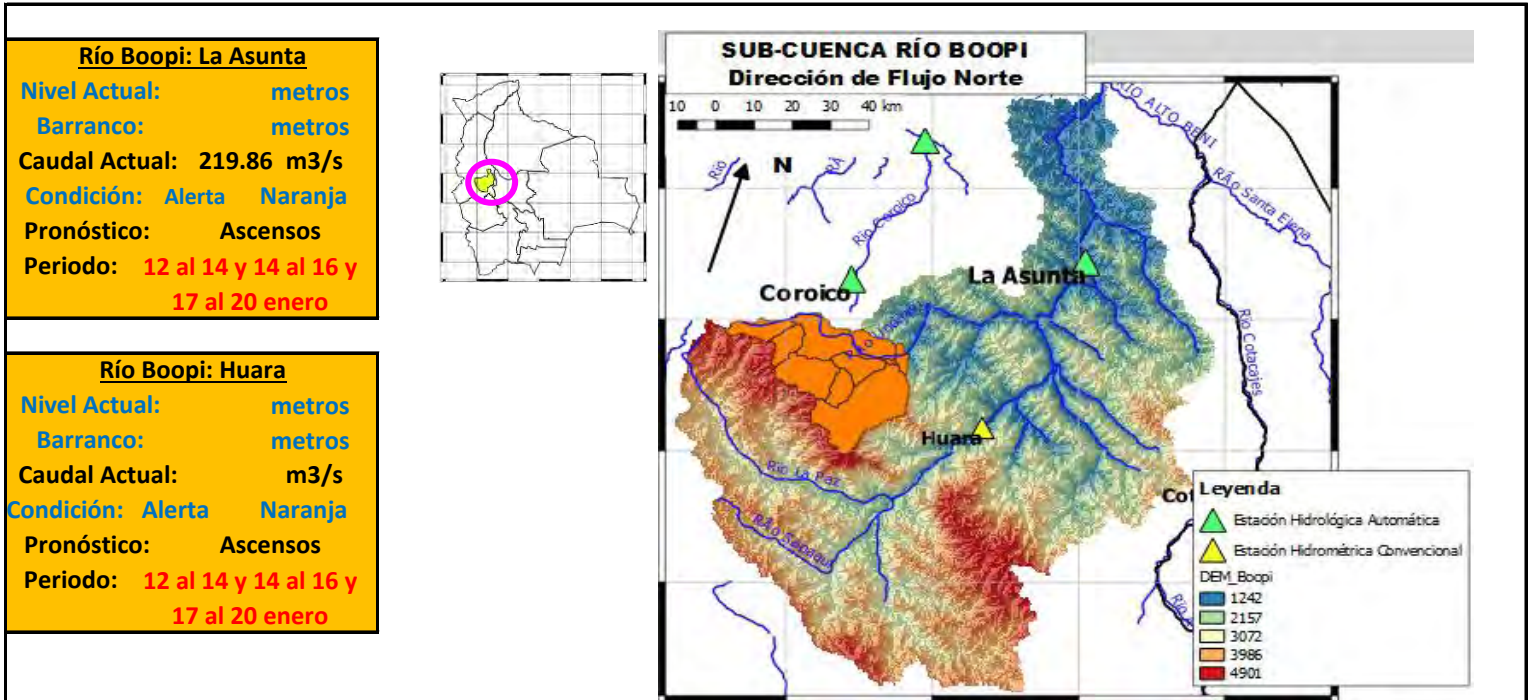 Río Boopi: La Asunta
Nivel Actual: metros
Barranco: metros
Caudal Actual: 219.86 m3/s
Condición: Alerta Naranja
Pronóstico: Ascensos
Periodo: 12 al 14 y 14 al 16 y
17 al 20 enero
Río Boopi: Huara
Nivel Actual: metros
Barranco: metros
Caudal Actual: m3/s
Condición: Alerta Naranja
Pronóstico: Ascensos
Periodo: 12 al 14 y 14 al 16 y
17 al 20 enero
SUB-CUENCA RÍO BOOPI
Dirección de Flujo Norte
10 0 10 20 30 40 km
N
Río
RÃ
Río Coroico
RIO ALTO BENI
RÃo Santa Elena
Río Cotacajes
Coroico
La Asunta
Huara
Río La Paz
RÃo Sapaqui
Leyenda
Estación Hidrológica Automática
Estación Hidrométrica Convencional
DEM_Boopi
1242
2157
3072
3986
4901